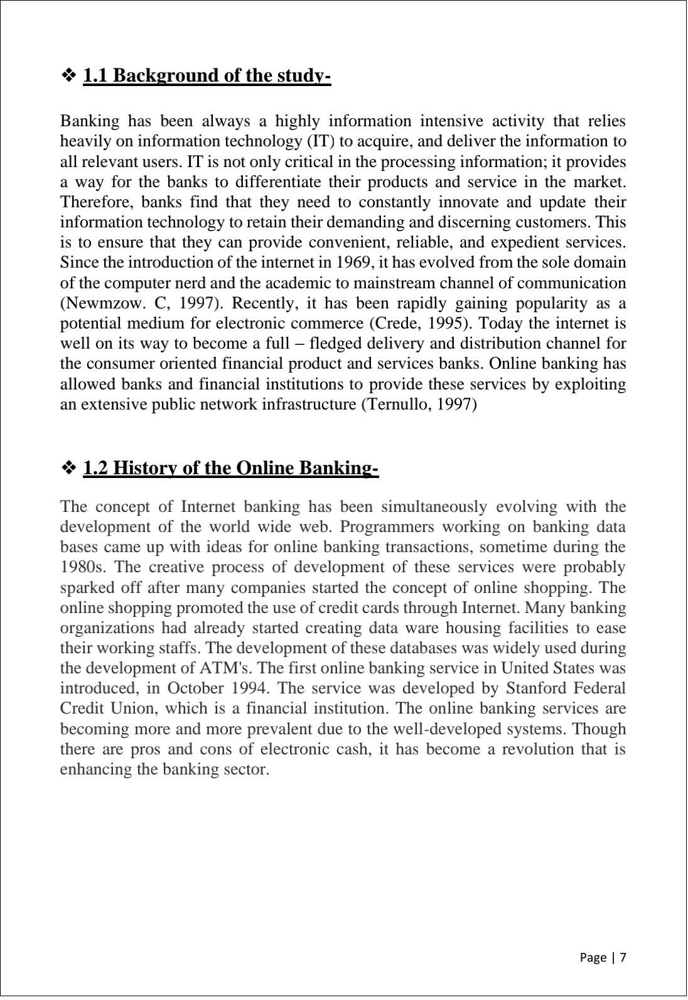 ❖ 1.1 Background of the study-
Banking has been always a highly information intensive activity that relies
heavily on information technology (IT) to acquire, and deliver the information to
all relevant users. IT is not only critical in the processing information; it provides
a way for the banks to differentiate their products and service in the market.
Therefore, banks find that they need to constantly innovate and update their
information technology to retain their demanding and discerning customers. This
is to ensure that they can provide convenient, reliable, and expedient services.
Since the introduction of the internet in 1969, it has evolved from the sole domain
of the computer nerd and the academic to mainstream channel of communication
(Newmzow. C, 1997). Recently, it has been rapidly gaining popularity as a
potential medium for electronic commerce (Crede, 1995). Today the internet is
well on its way to become a full – fledged delivery and distribution channel for
the consumer oriented financial product and services banks. Online banking has
allowed banks and financial institutions to provide these services by exploiting
an extensive public network infrastructure (Ternullo, 1997)
❖ 1.2 History of the Online Banking-
The concept of Internet banking has been simultaneously evolving with the
development of the world wide web. Programmers working on banking data
bases came up with ideas for online banking transactions, sometime during the
1980s. The creative process of development of these services were probably
sparked off after many companies started the concept of online shopping. The
online shopping promoted the use of credit cards through Internet. Many banking
organizations had already started creating data ware housing facilities to ease
their working staffs. The development of these databases was widely used during
the development of ATM's. The first online banking service in United States was
introduced, in October 1994. The service was developed by Stanford Federal
Credit Union, which is a financial institution. The online banking services are
becoming more and more prevalent due to the well-developed systems. Though
there are pros and cons of electronic cash, it has become a revolution that is
enhancing the banking sector.
Page | 7